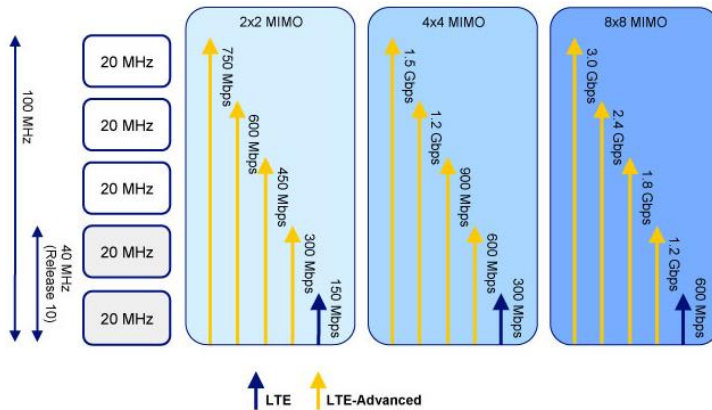 2x2 MIMO
4x4 MIMO
8x8 MIMO
100 MHz
40 MHz
(Release 10)
20 MHz
20 MHz
20 MHz
20 MHz
20 MHz
750 Mbps
600 Mbps
450 Mbps
300 Mbps
150 Mbps
1.5 Gbps
1.2 Gbps
900 Mbps
600 Mbps
300 Mbps
3.0 Gbps
2.4 Gbps
1.8 Gbps
1.2 Gbps
600 Mbps
LTE
LTE-Advanced